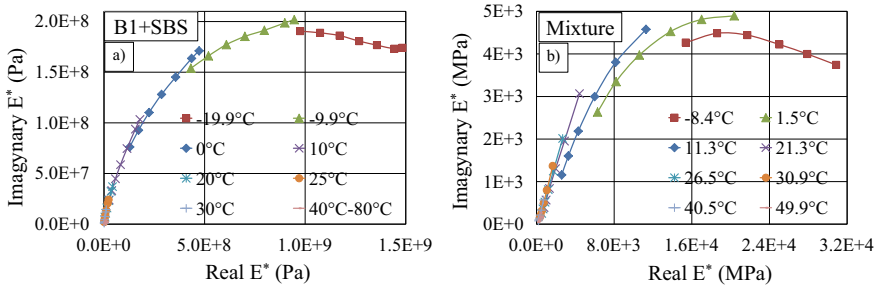 B1+SBS
a)
Imagynary E* (Pa)
2.0E+8
1.5E+8
1.0E+8
5.0E+7
0.0E+0
-19.9°C
-9.9°C
0°C
10°C
20°C
25°C
30°C
40°C-80°C
0.0E+0 5.0E+8 1.0E+9 1.5E+9
Real E* (Pa)
Mixture
b)
Imagynary E* (MPa)
5E+3
4E+3
3E+3
2E+3
1E+3
0E+0
-8.4°C
1.5°C
11.3°C
21.3°C
26.5°C
30.9°C
40.5°C
49.9°C
0.0E+0 8.0E+3 1.6E+4 2.4E+4 3.2E+4
Real E* (MPa)